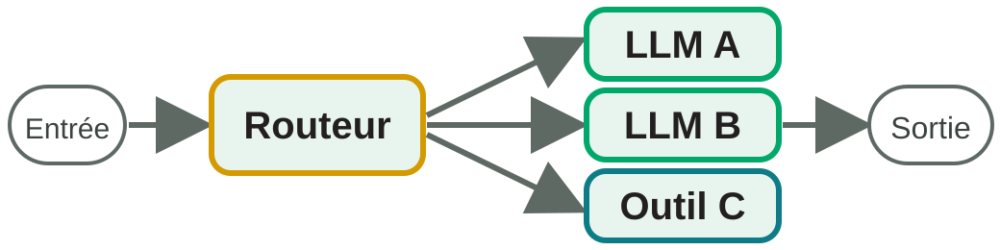 Entrée
Routeur
LLM A
LLM B
Outil C
Sortie